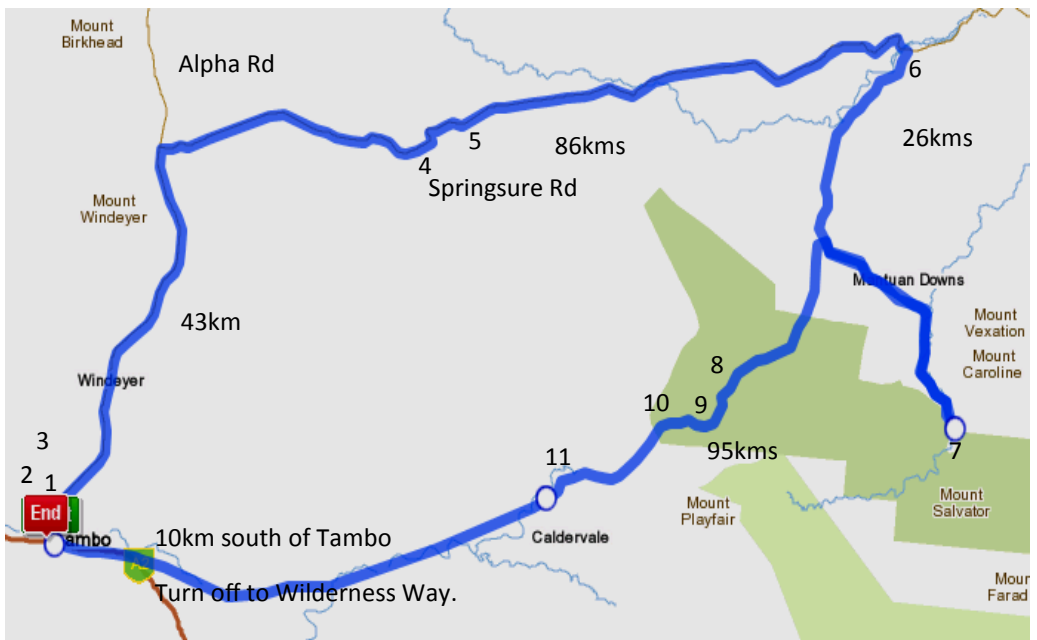 Mount
Birkhead
Alpha Rd
6
5
86kms
26kms
4
Springsure Rd
Mount
Windeyer
Downs
43km
Mount
Vexation
Mount
Caroline
8
Windeyer
10
9
3
95kms
7
2
1
11
End
Mount
Playfair
Mount
Salvator
10km south of Tambo
Caldervale
Turn off to Wilderness Way.
Farad